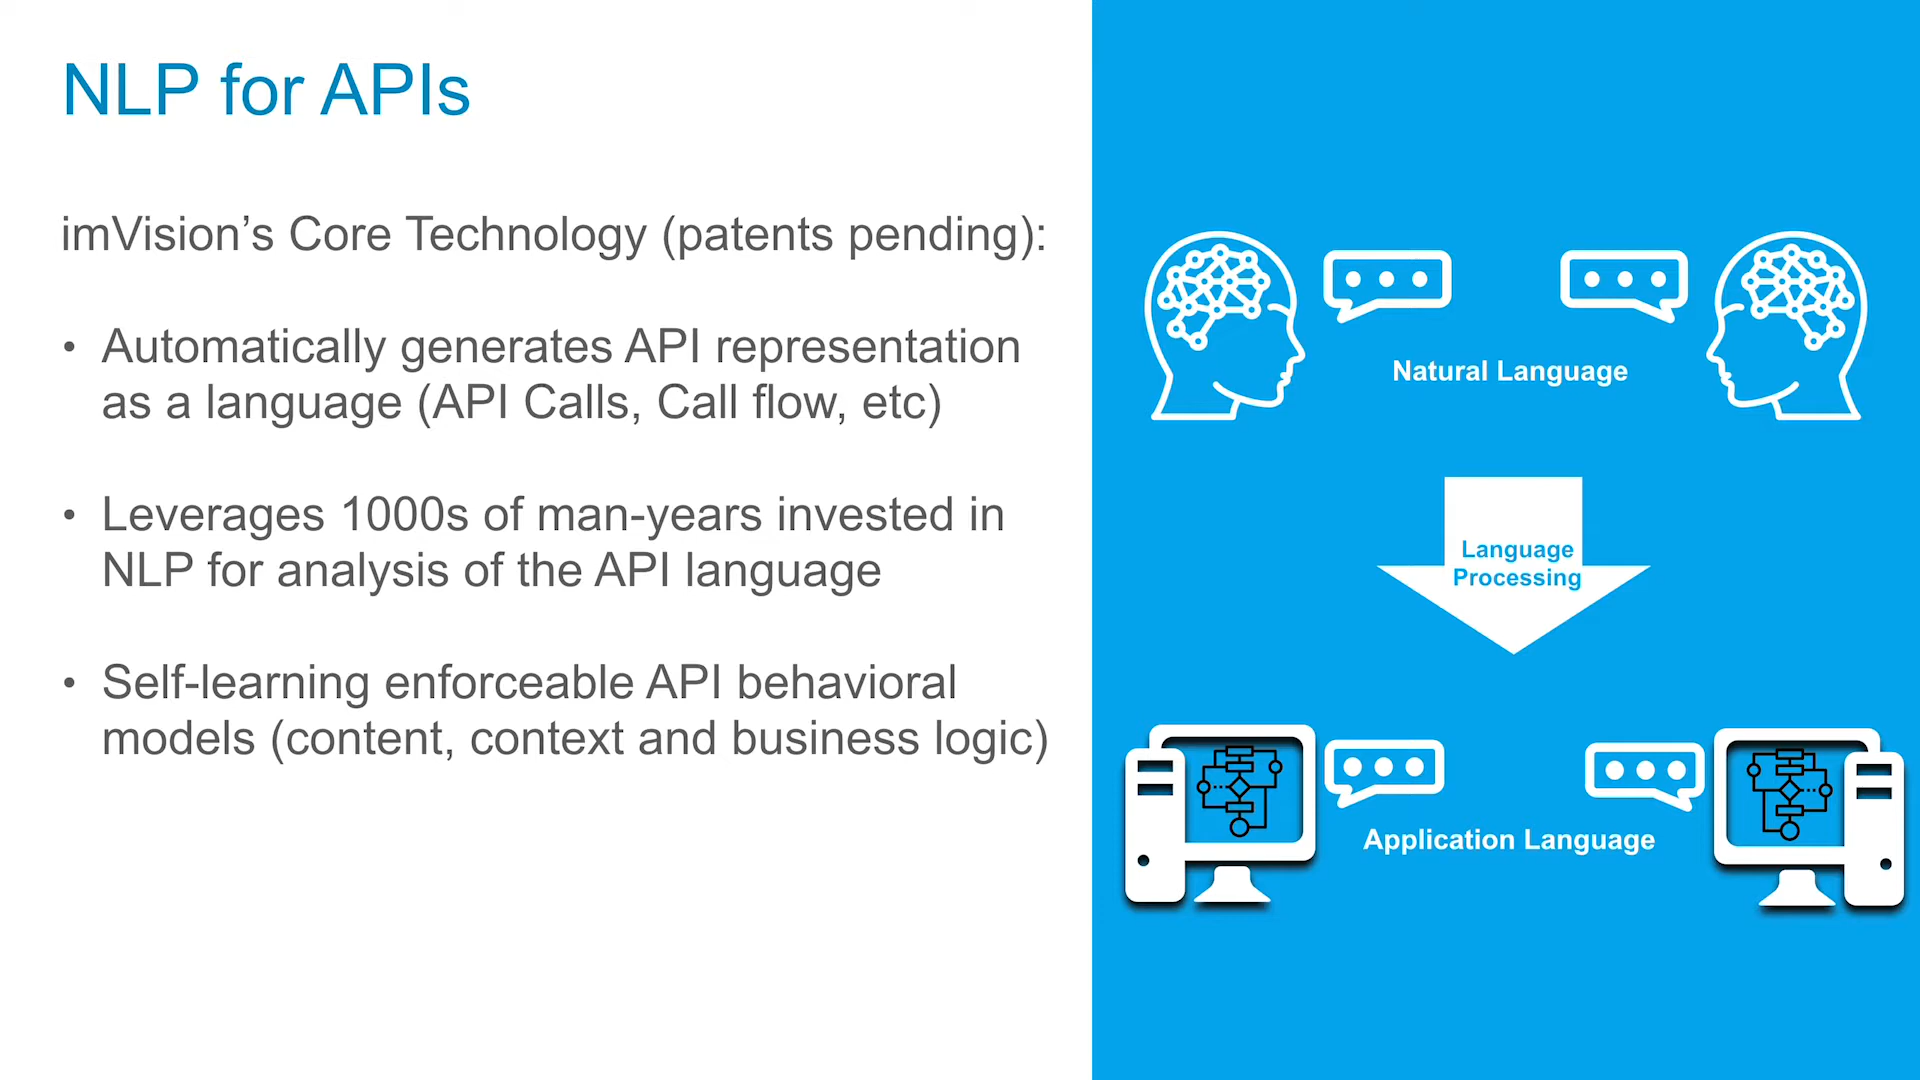 NLP for APIs
imVision’s Core Technology (patents pending):
• Automatically generates API representation
as a language (API Calls, Call flow, etc)
• Leverages 1000s of man-years invested in
NLP for analysis of the API language
• Self-learning enforceable API behavioral
models (content, context and business logic)
Natural Language
Language
Processing
Application Language